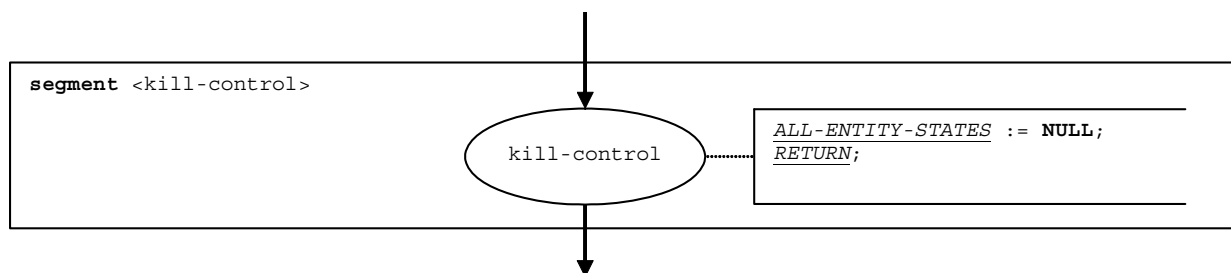 segment <kill-control>
kill-control
ALL-ENTITY-STATES := NULL;
RETURN;